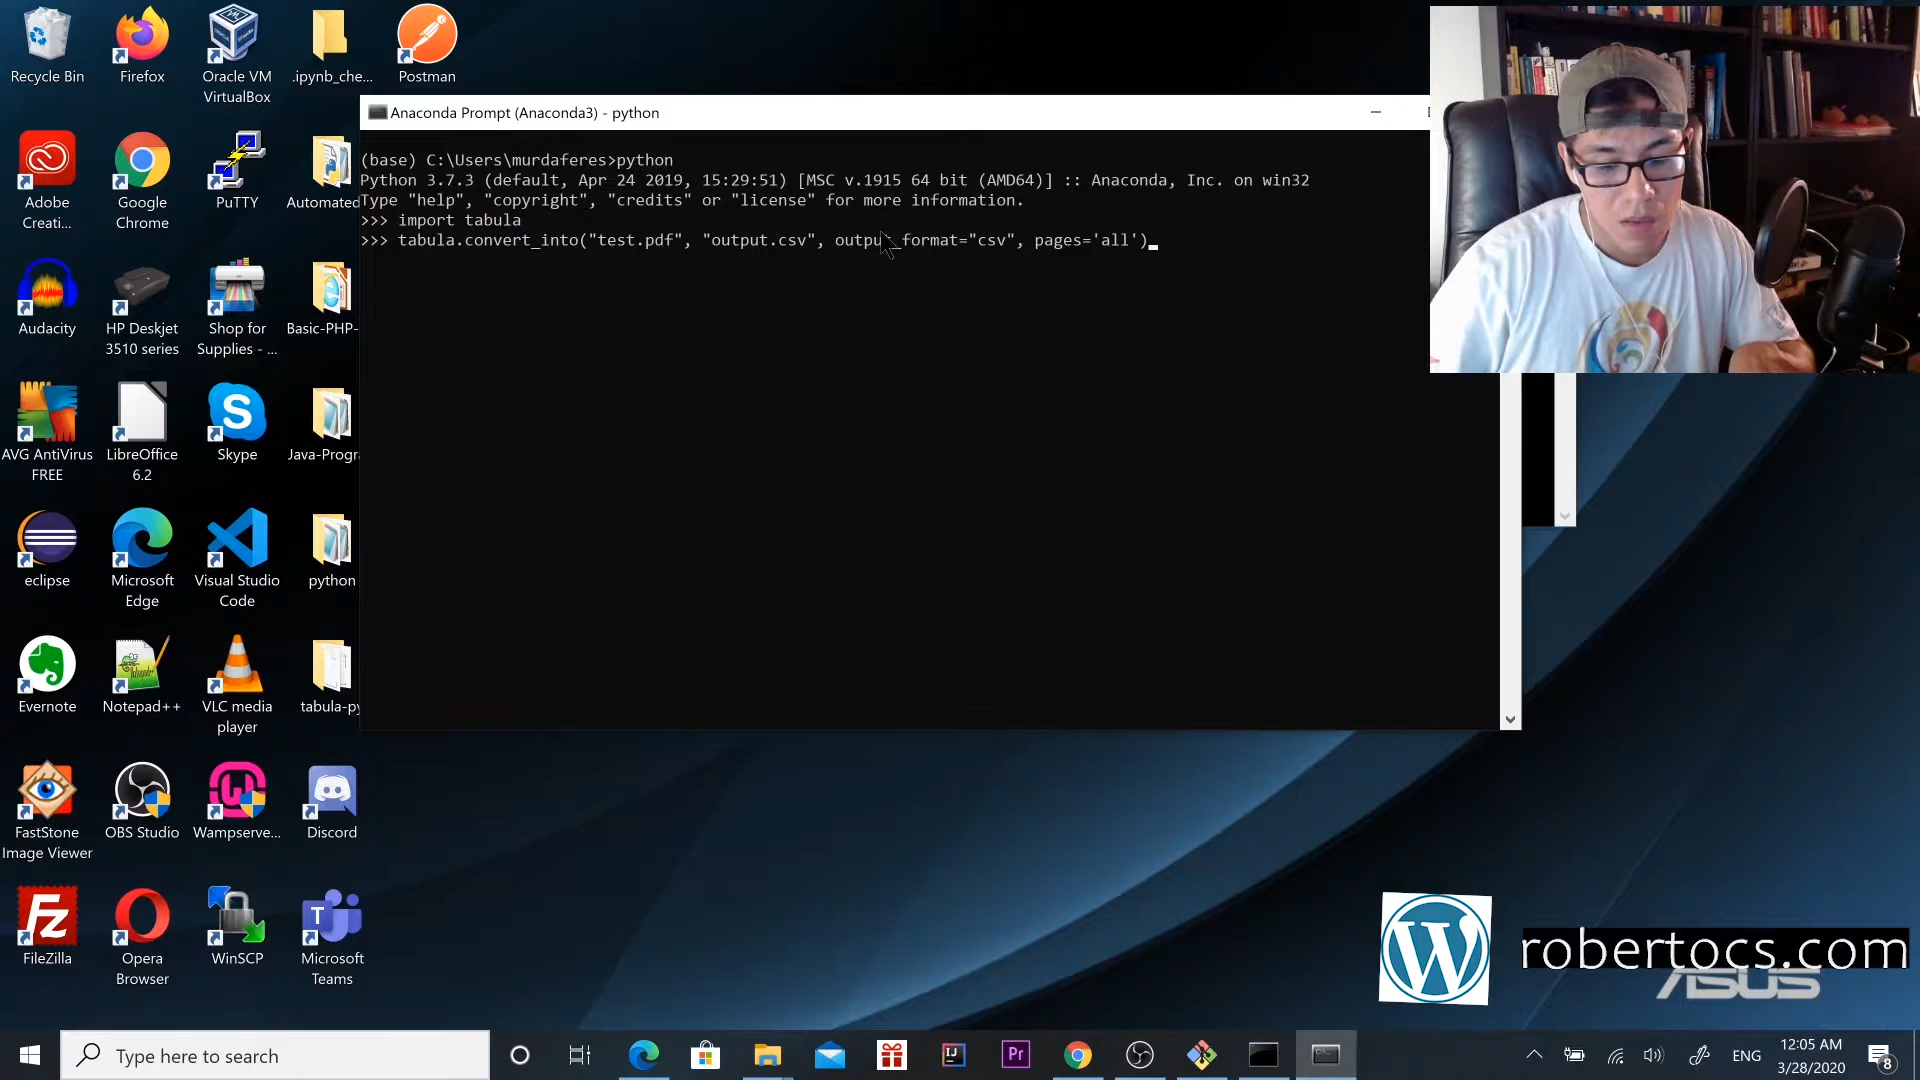 Recycle Bin
Firefox
Oracle VM
VirtualBox
.ipynb_che...
Postman
Anaconda Prompt (Anaconda3) - python
(base) C:\Users\murdaferes>python
Python 3.7.3 (default, Apr 24 2019, 15:29:51) [MSC v.1915 64 bit (AMD64)] :: Anaconda, Inc. on win32
Type "help", "copyright", "credits" or "license" for more information.
>>> import tabula
>>> tabula.convert_into("test.pdf", "output.csv", output_format="csv", pages='all')
Adobe
Creati...
Google
Chrome
PuTTY
Automated
Audacity
HP Deskjet
3510 series
Shop for
Supplies - ...
Basic-PHP-
AVG AntiVirus
FREE
LibreOffice
6.2
Skype
Java-Progr
eclipse
Microsoft
Edge
Visual Studio
Code
python
Evernote
Notepad++
VLC media
player
tabula-py
FastStone
Image Viewer
OBS Studio
Wampserve...
Discord
FileZilla
Opera
Browser
WinSCP
Microsoft
Teams
robertocs.com
ASUS
Type here to search
ENG
12:05 AM
3/28/2020
8